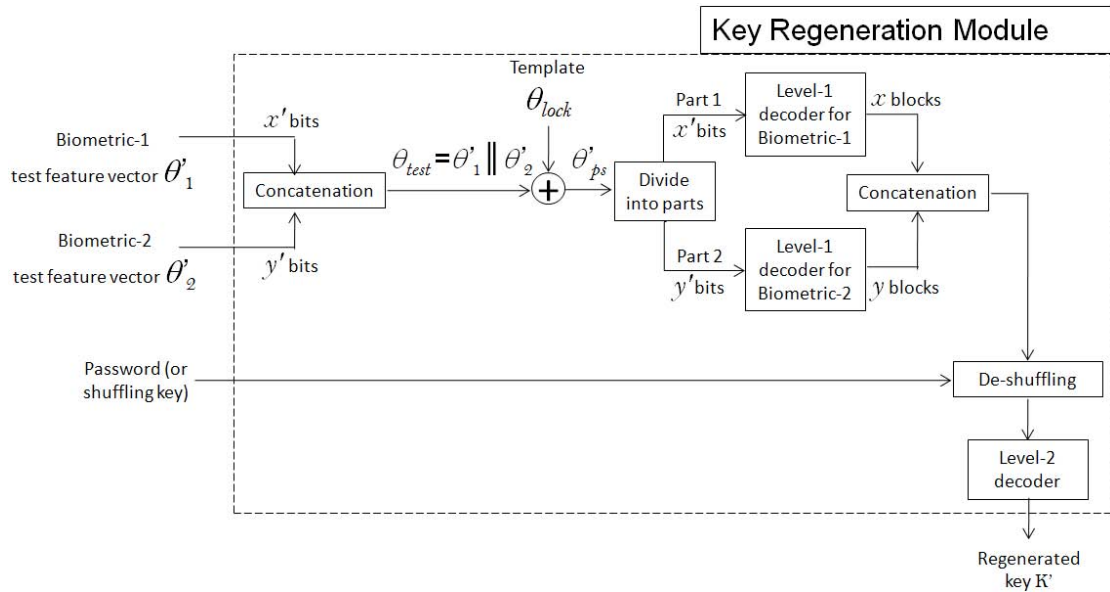 Key Regeneration Module
Template
θlock
Biometric-1
test feature vector θ'1
x' bits
Concatenation
θtest = θ'1 || θ'2
+
θ'ps
Divide
into parts
Part 1
x' bits
Level-1
decoder for
Biometric-1
x blocks
Concatenation
Biometric-2
test feature vector θ'2
y' bits
Part 2
y' bits
Level-1
decoder for
Biometric-2
y blocks
Password (or
shuffling key)
De-shuffling
Level-2
decoder
Regenerated
key K'